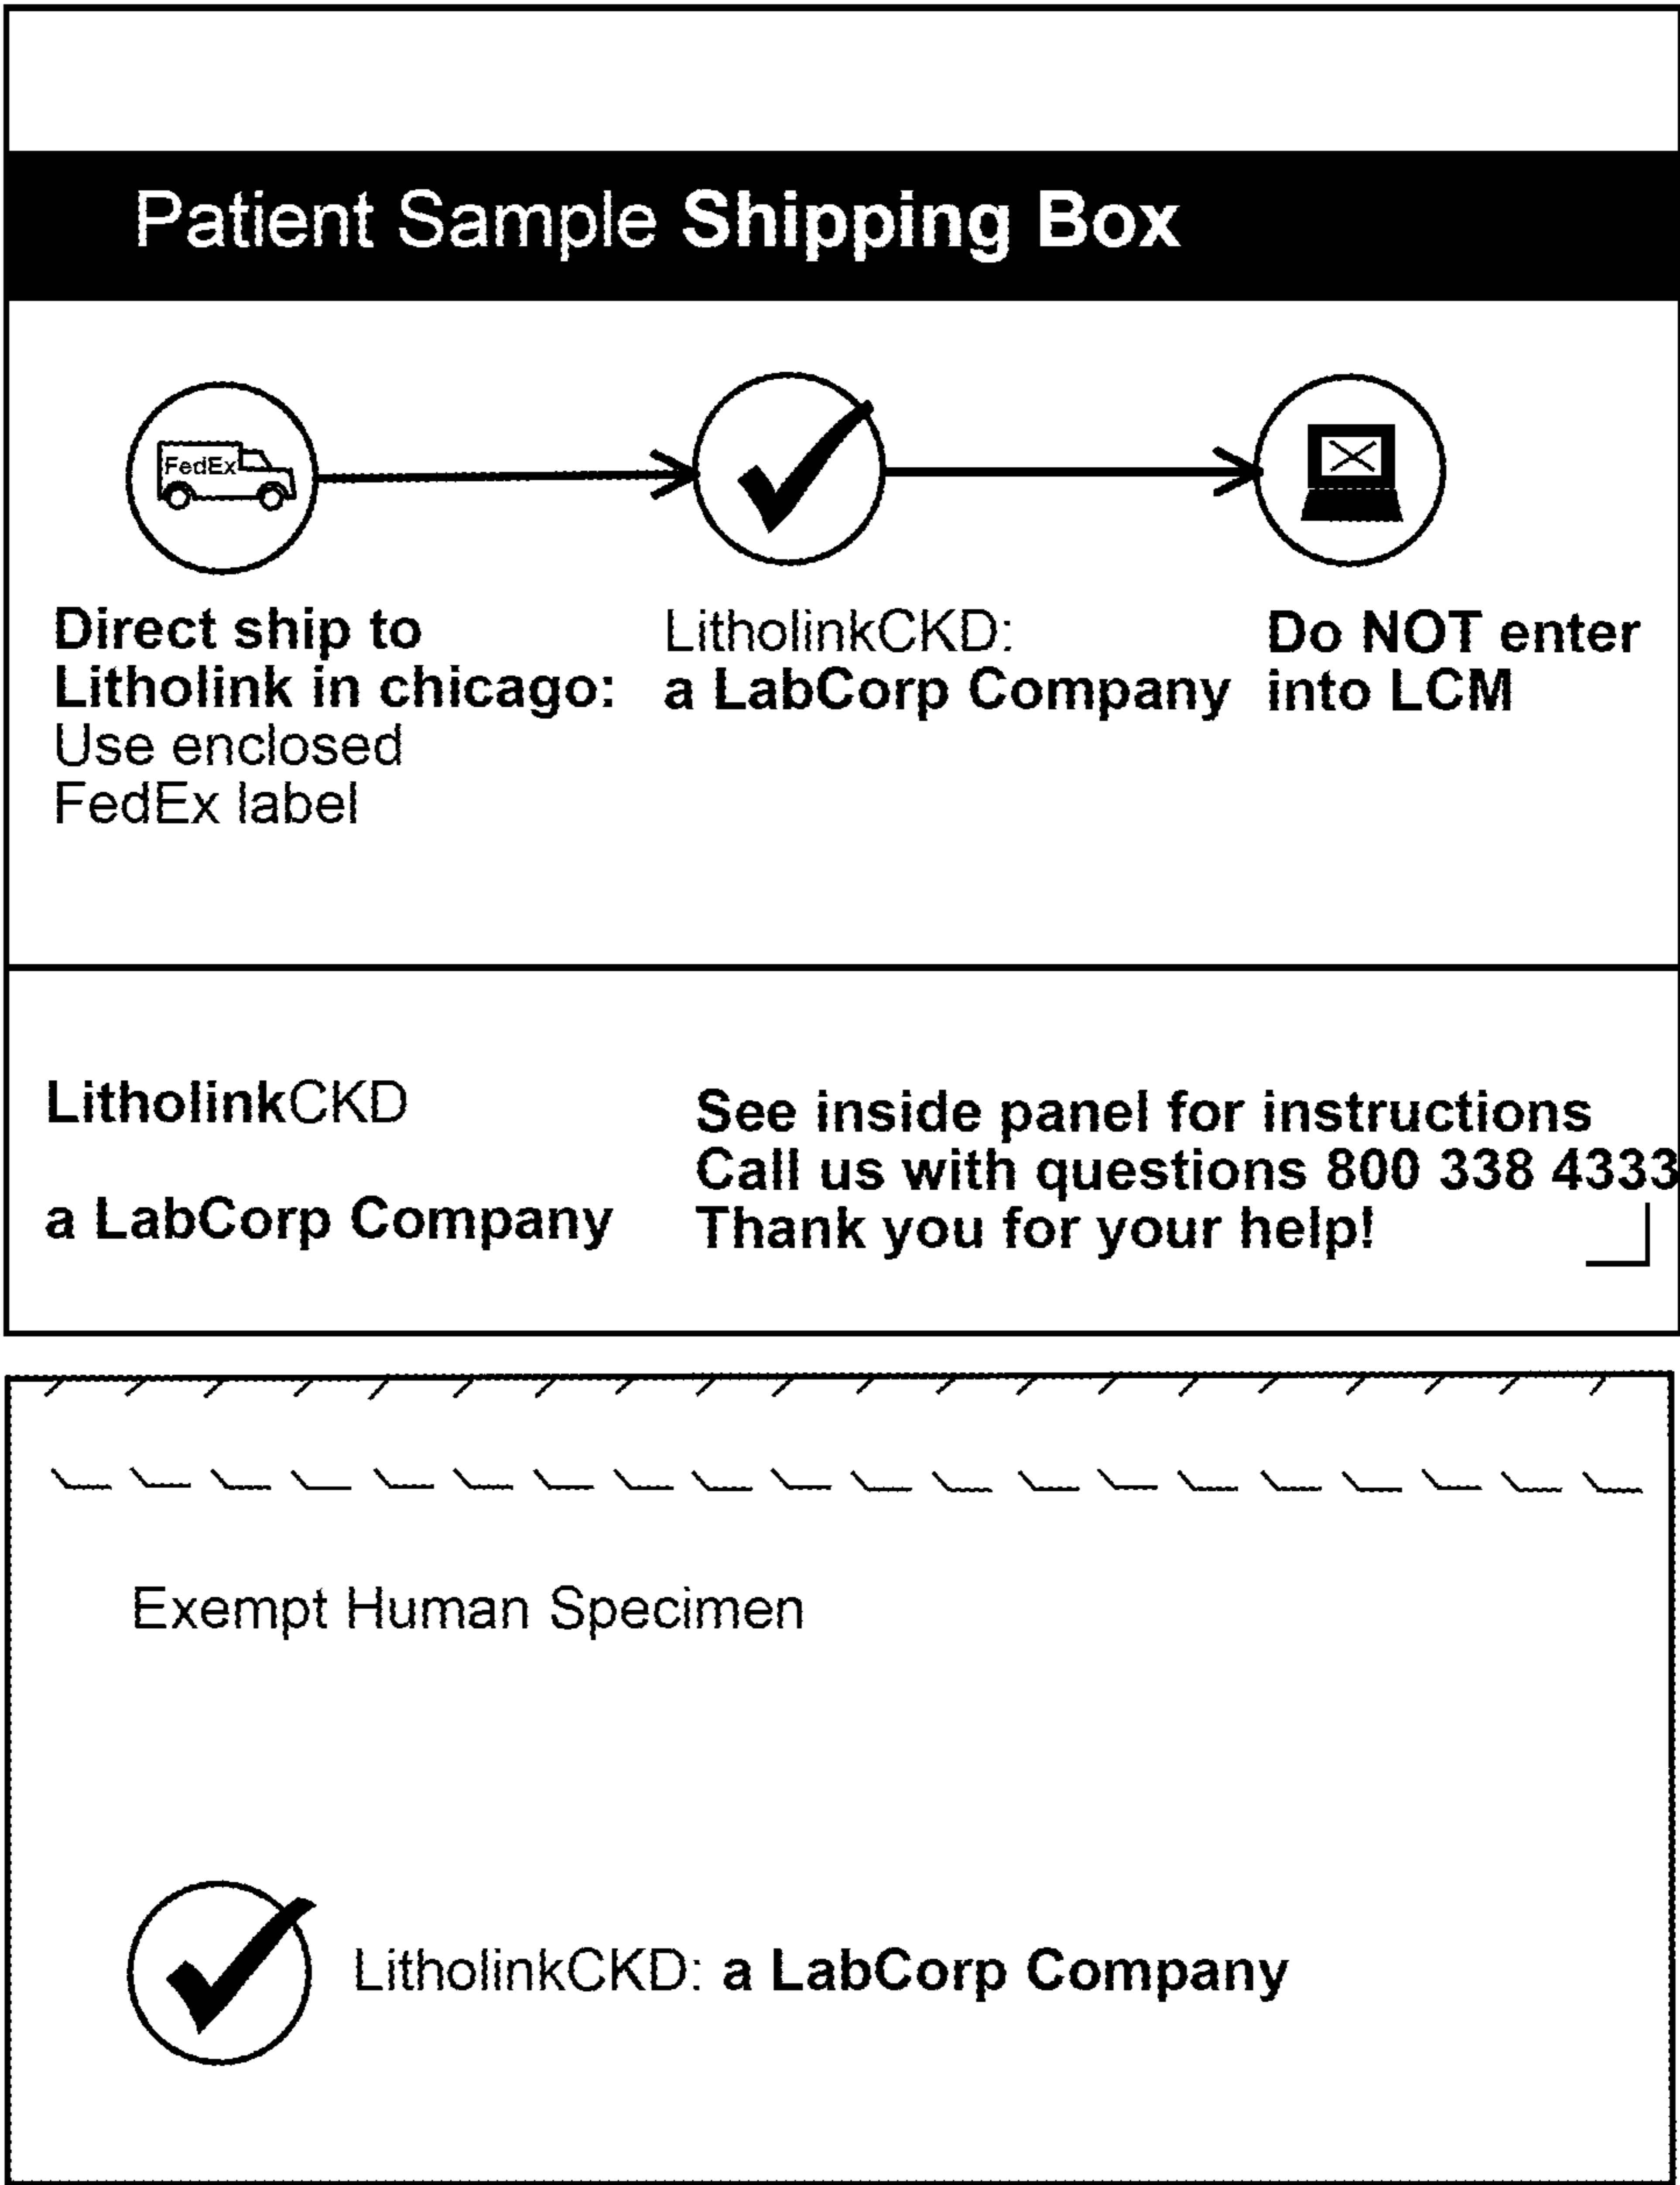 Patient Sample Shipping Box
FedEx
Direct ship to
Litholink in chicago:
Use enclosed
FedEx label
LitholinkCKD:
a LabCorp Company
Do NOT enter
into LCM
LitholinkCKD
a LabCorp Company
See inside panel for instructions
Call us with questions 800 338 4333
Thank you for your help!
Exempt Human Specimen
LitholinkCKD: a LabCorp Company